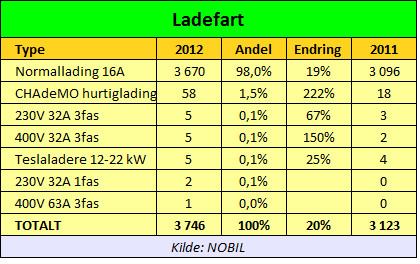 Ladefart
Type 2012 Andel Endring 2011
Normallading 16A 3 670 98,0% 19% 3 096
CHAdeMO hurtiglading 58 1,5% 222% 18
230V 32A 3fas 5 0,1% 67% 3
400V 32A 3fas 5 0,1% 150% 2
Teslaladere 12-22 kW 5 0,1% 25% 4
230V 32A 1fas 2 0,1% 0
400V 63A 3fas 1 0,0% 0
TOTALT 3 746 100% 20% 3 123
Kilde: NOBIL